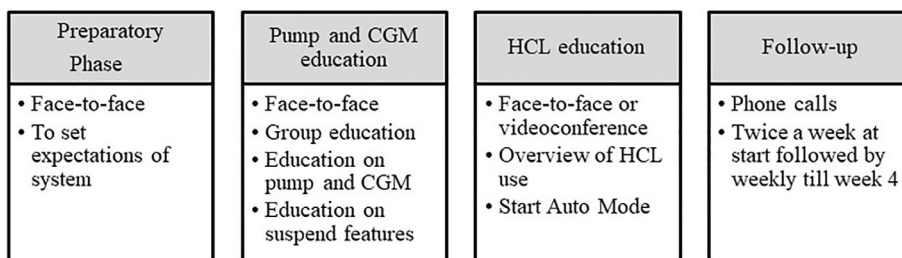 Preparatory
Phase
• Face-to-face
• To set
expectations of
system
Pump and CGM
education
• Face-to-face
• Group education
• Education on
pump and CGM
• Education on
suspend features
HCL education
• Face-to-face or
videoconference
• Overview of HCL
use
• Start Auto Mode
Follow-up
• Phone calls
• Twice a week at
start followed by
weekly till week 4